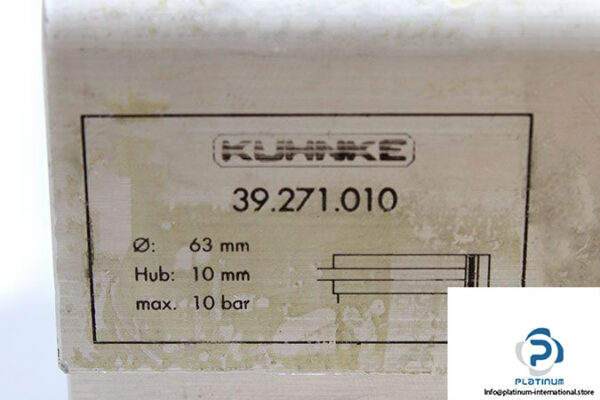 KUHNKE
39.271.010
Ø: 63 mm
Hub: 10 mm
max. 10 bar
PLATINUM
info@platinum-international.store